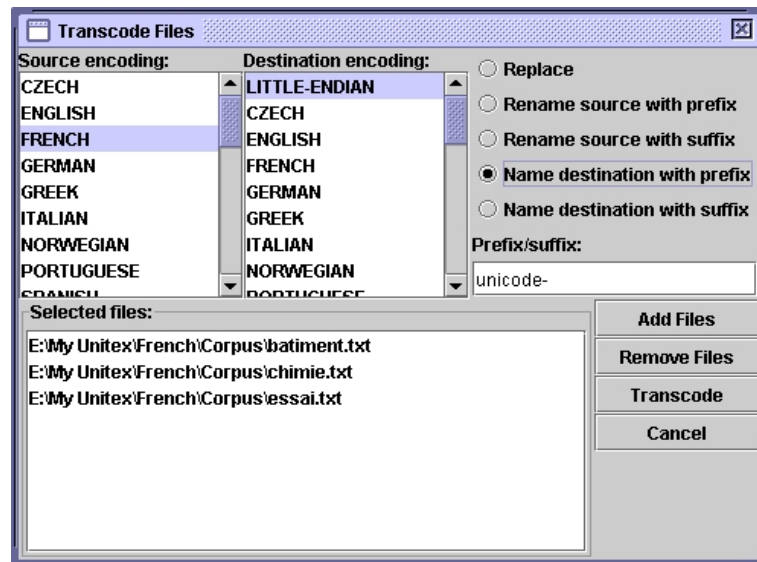 Transcode Files
Source encoding:
CZECH
ENGLISH
FRENCH
GERMAN
GREEK
ITALIAN
NORWEGIAN
PORTUGUESE
SPANISH
Destination encoding:
LITTLE-ENDIAN
CZECH
ENGLISH
FRENCH
GERMAN
GREEK
ITALIAN
NORWEGIAN
PORTUGUESE
Replace
Rename source with prefix
Rename source with suffix
Name destination with prefix
Name destination with suffix
Prefix/suffix:
unicode-
Selected files:
E:\My Unitex\French\Corpus\batiment.txt
E:\My Unitex\French\Corpus\chimie.txt
E:\My Unitex\French\Corpus\essai.txt
Add Files
Remove Files
Transcode
Cancel